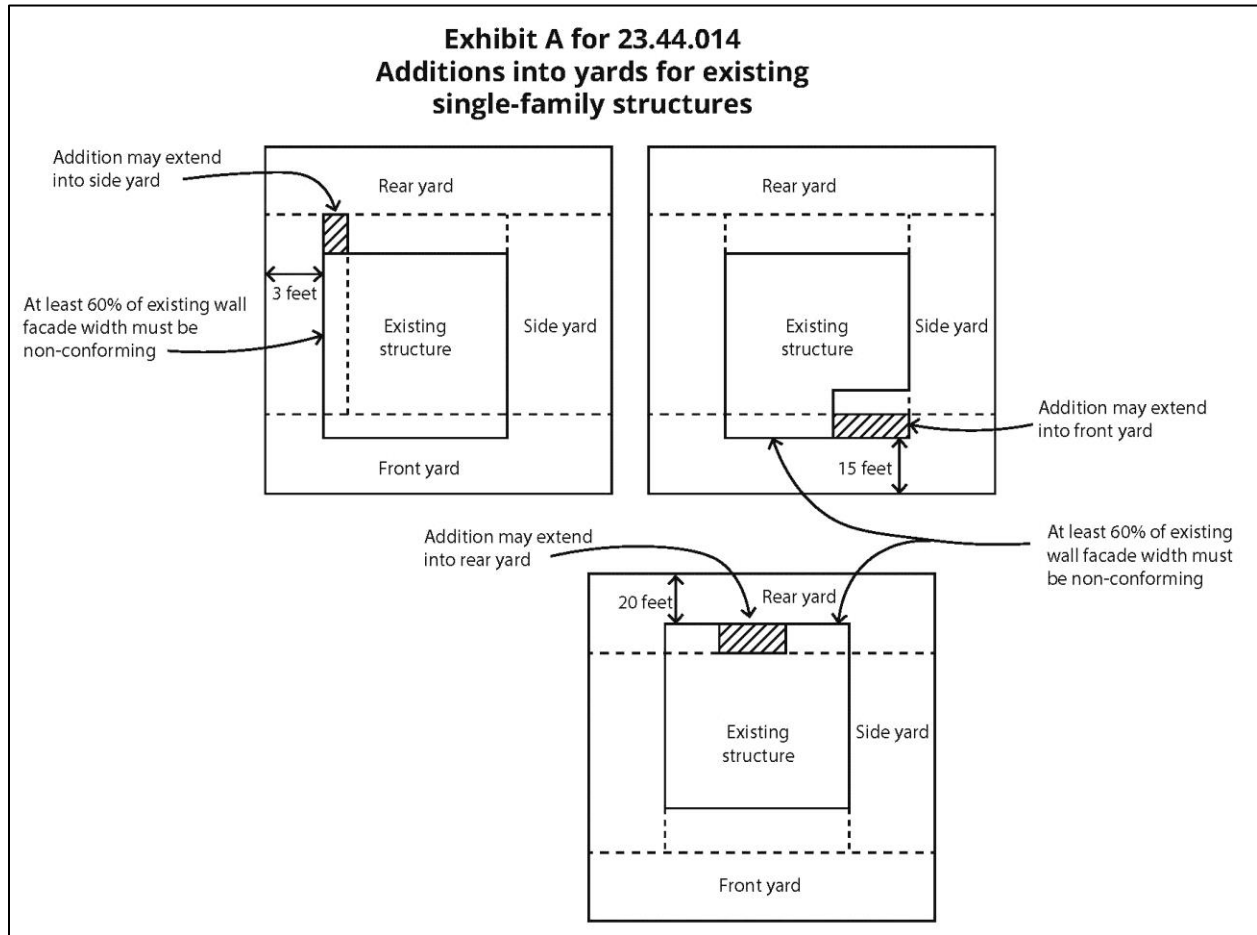 Exhibit A for 23.44.014
Additions into yards for existing
single-family structures
Addition may extend
into side yard
Rear yard
3 feet
At least 60% of existing wall
facade width must be
non-conforming
Existing
structure
Side yard
Front yard
Rear yard
Existing
structure
Side yard
Addition may extend
into front yard
15 feet
At least 60% of existing
wall facade width must
be non-conforming
Addition may extend
into rear yard
20 feet
Rear yard
Existing
structure
Side yard
Front yard